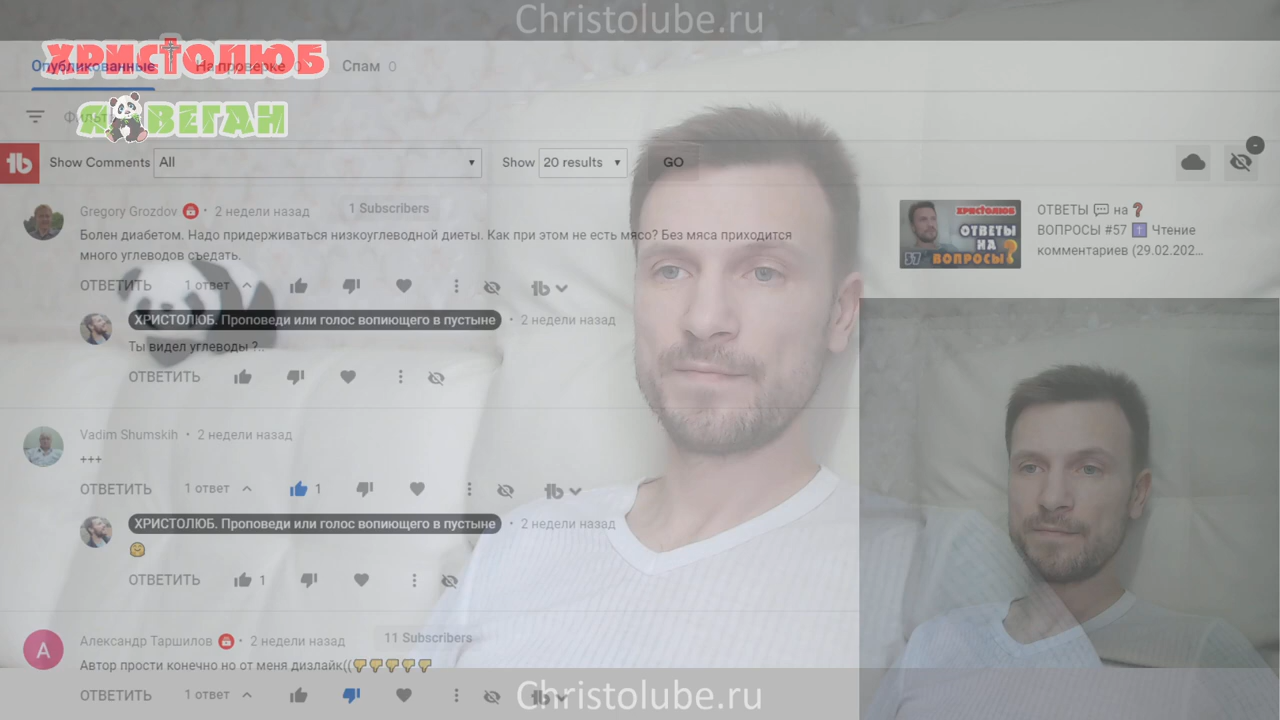 Christolube.ru
ХРИСТОЛЮБ
Опубликованные На проверке 0 Спам 0
Я ВЕГАН
Show Comments All Show 20 results GO
Gregory Grozdov • 2 недели назад 1 Subscribers
Болен диабетом. Надо придерживаться низкоуглеводной диеты. Как при этом не есть мясо? Без мяса приходится
много углеводов съедать.
ОТВЕТИТЬ 1 ответ
ХРИСТОЛЮБ. Проповеди или голос вопиющего в пустыне • 2 недели назад
Ты видел углеводы ?..
ОТВЕТИТЬ
ОТВЕТЫ 💬 на ❓
ВОПРОСЫ #57 Чтение
комментариев (29.02.202...
ХРИСТОЛЮБ
ОТВЕТЫ
НА
57 ВОПРОСЫ?
Vadim Shumskih • 2 недели назад
+++
ОТВЕТИТЬ 1 ответ 1
ХРИСТОЛЮБ. Проповеди или голос вопиющего в пустыне • 2 недели назад
ОТВЕТИТЬ 1
А
Александр Таршилов • 2 недели назад 11 Subscribers
Автор прости конечно но от меня дизлайк((👎👎👎👎👎
ОТВЕТИТЬ 1 ответ
Christolube.ru